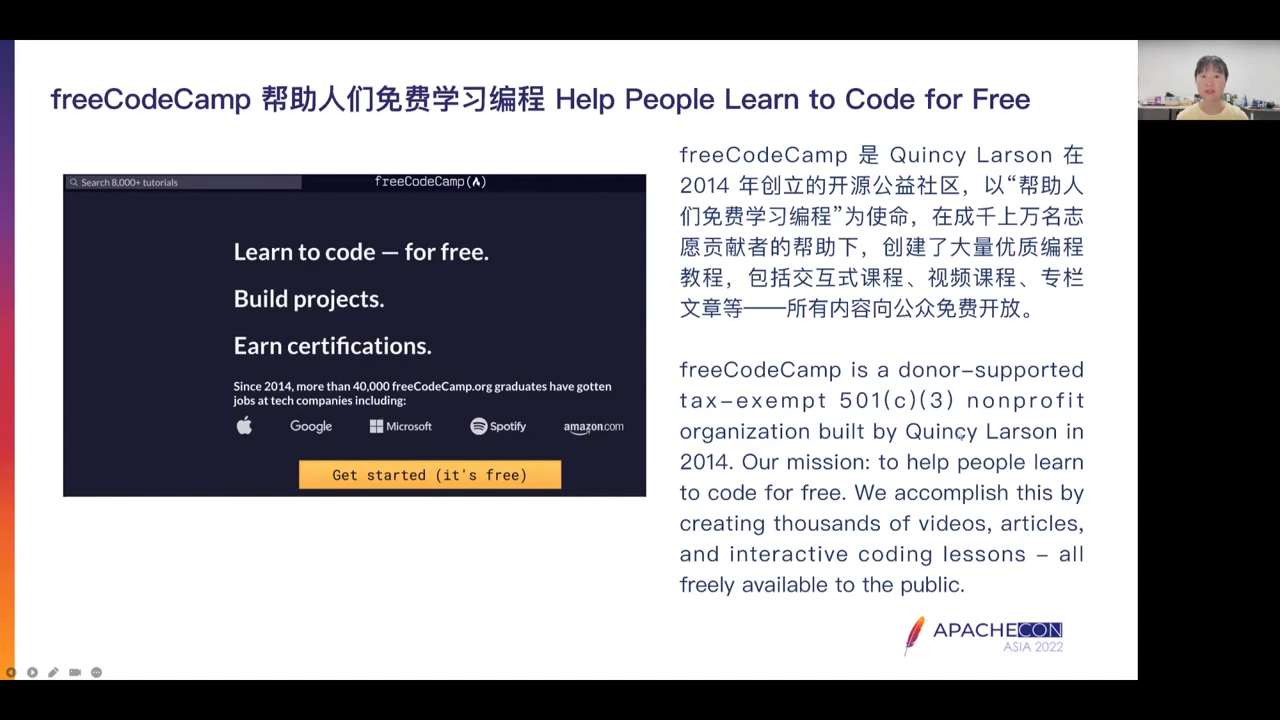 freeCodeCamp 帮助人们免费学习编程 Help People Learn to Code for Free
Search 8,000+ tutorials
freeCodeCamp(🔥)
Learn to code — for free.
Build projects.
Earn certifications.
Since 2014, more than 40,000 freeCodeCamp.org graduates have gotten
jobs at tech companies including:
Google
Microsoft
Spotify
amazon.com
Get started (it's free)
freeCodeCamp 是 Quincy Larson 在
2014 年创立的开源公益社区，以“帮助人
们免费学习编程”为使命，在成千上万名志
愿贡献者的帮助下，创建了大量优质编程
教程，包括交互式课程、视频课程、专栏
文章等——所有内容向公众免费开放。
freeCodeCamp is a donor-supported
tax-exempt 501(c)(3) nonprofit
organization built by Quincy Larson in
2014. Our mission: to help people learn
to code for free. We accomplish this by
creating thousands of videos, articles,
and interactive coding lessons – all
freely available to the public.
APACHECON
ASIA 2022